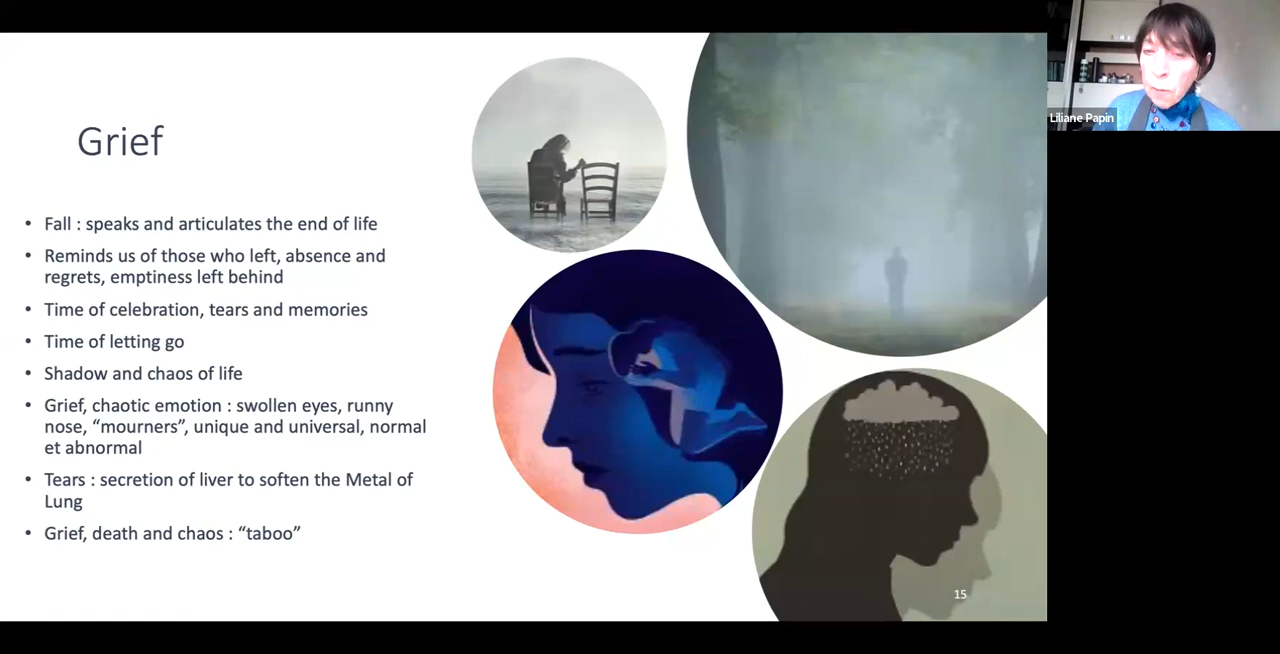 Grief
• Fall : speaks and articulates the end of life
• Reminds us of those who left, absence and
regrets, emptiness left behind
• Time of celebration, tears and memories
• Time of letting go
• Shadow and chaos of life
• Grief, chaotic emotion : swollen eyes, runny
nose, “mourners”, unique and universal, normal
et abnormal
• Tears : secretion of liver to soften the Metal of
Lung
• Grief, death and chaos : “taboo”
15
Liliane Papin